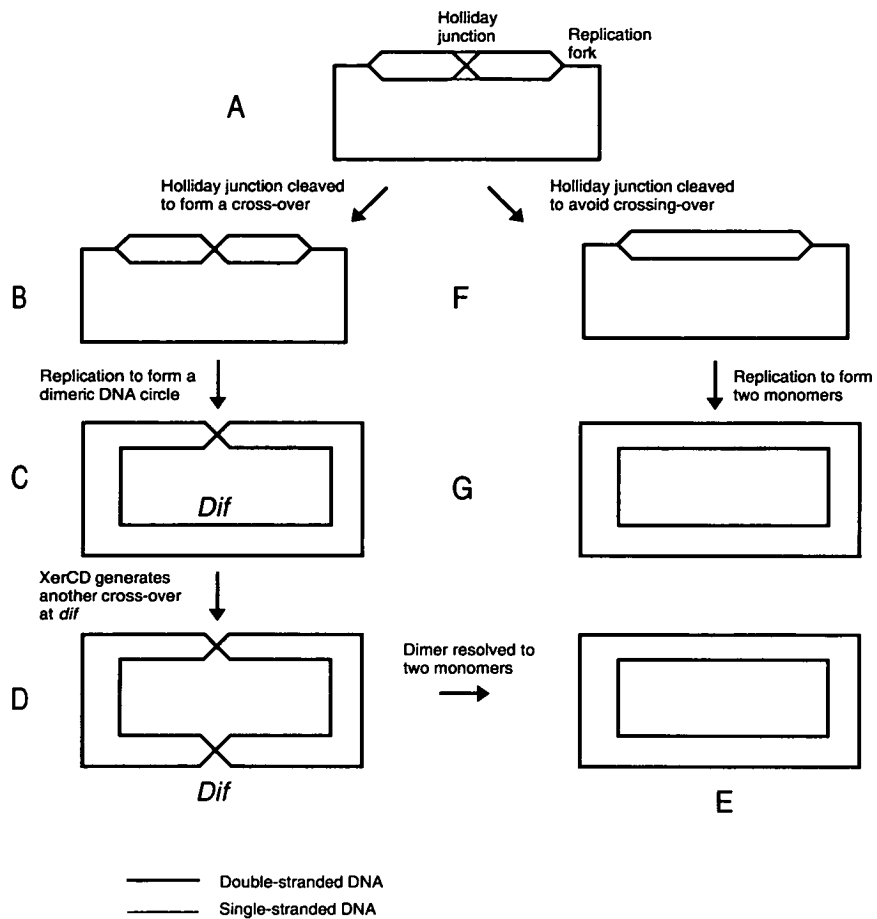 Holliday
junction
Replication
fork
A
Holliday junction cleaved
to form a cross-over
Holliday junction cleaved
to avoid crossing-over
B
F
Replication to form a
dimeric DNA circle
Replication to form
two monomers
C
Dif
G
XerCD generates
another cross-over
at dif
D
Dif
Dimer resolved to
two monomers
E
Double-stranded DNA
Single-stranded DNA